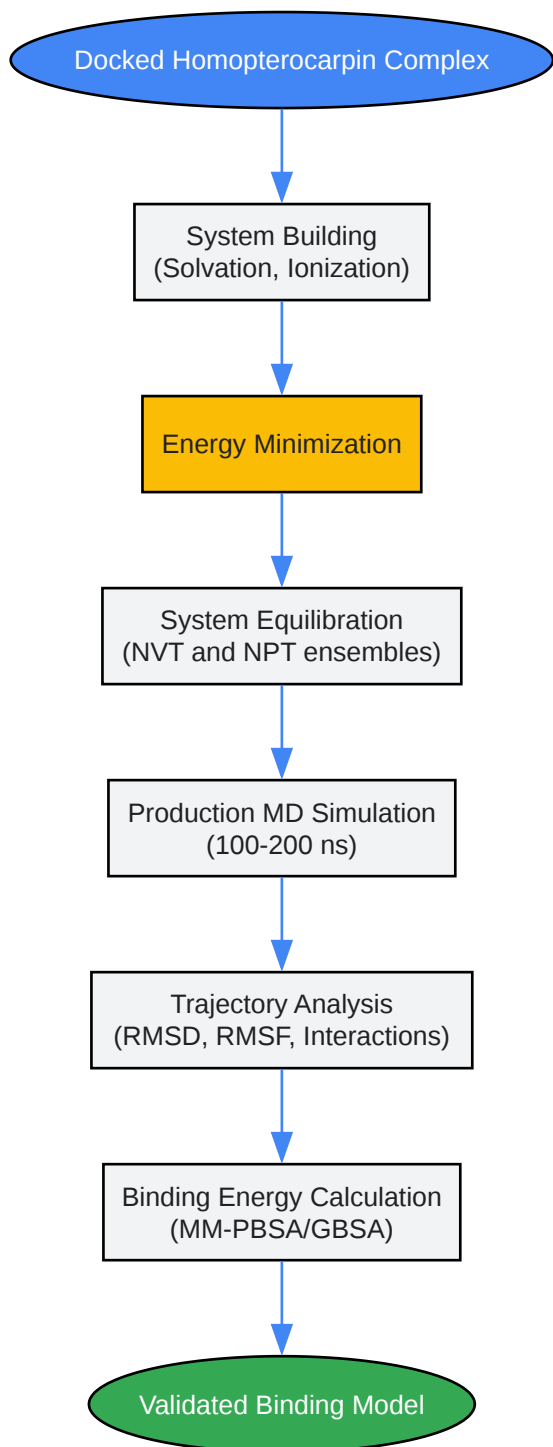 Docked Homopterocarpin Complex
System Building
(Solvation, Ionization)
Energy Minimization
System Equilibration
(NVT and NPT ensembles)
Production MD Simulation
(100-200 ns)
Trajectory Analysis
(RMSD, RMSF, Interactions)
Binding Energy Calculation
(MM-PBSA/GBSA)
Validated Binding Model